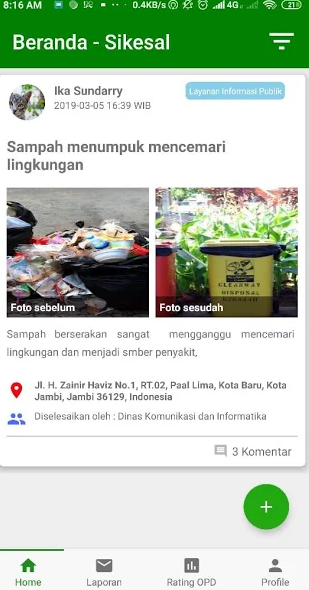 8:16 AM 0.4KB/s 4G 21
Beranda - Sikesal
Ika Sundarry
2019-03-05 16:39 WIB
Layanan Informasi Publik
Sampah menumpuk mencemari
lingkungan
CLEANWAY
DISPOSAL
Foto sebelum
Foto sesudah
Sampah berserakan sangat mengganggu mencemari
lingkungan dan menjadi smber penyakit,
Jl. H. Zainir Haviz No.1, RT.02, Paal Lima, Kota Baru, Kota
Jambi, Jambi 36129, Indonesia
Diselesaikan oleh : Dinas Komunikasi dan Informatika
3 Komentar
+
Home Laporan Rating OPD Profile